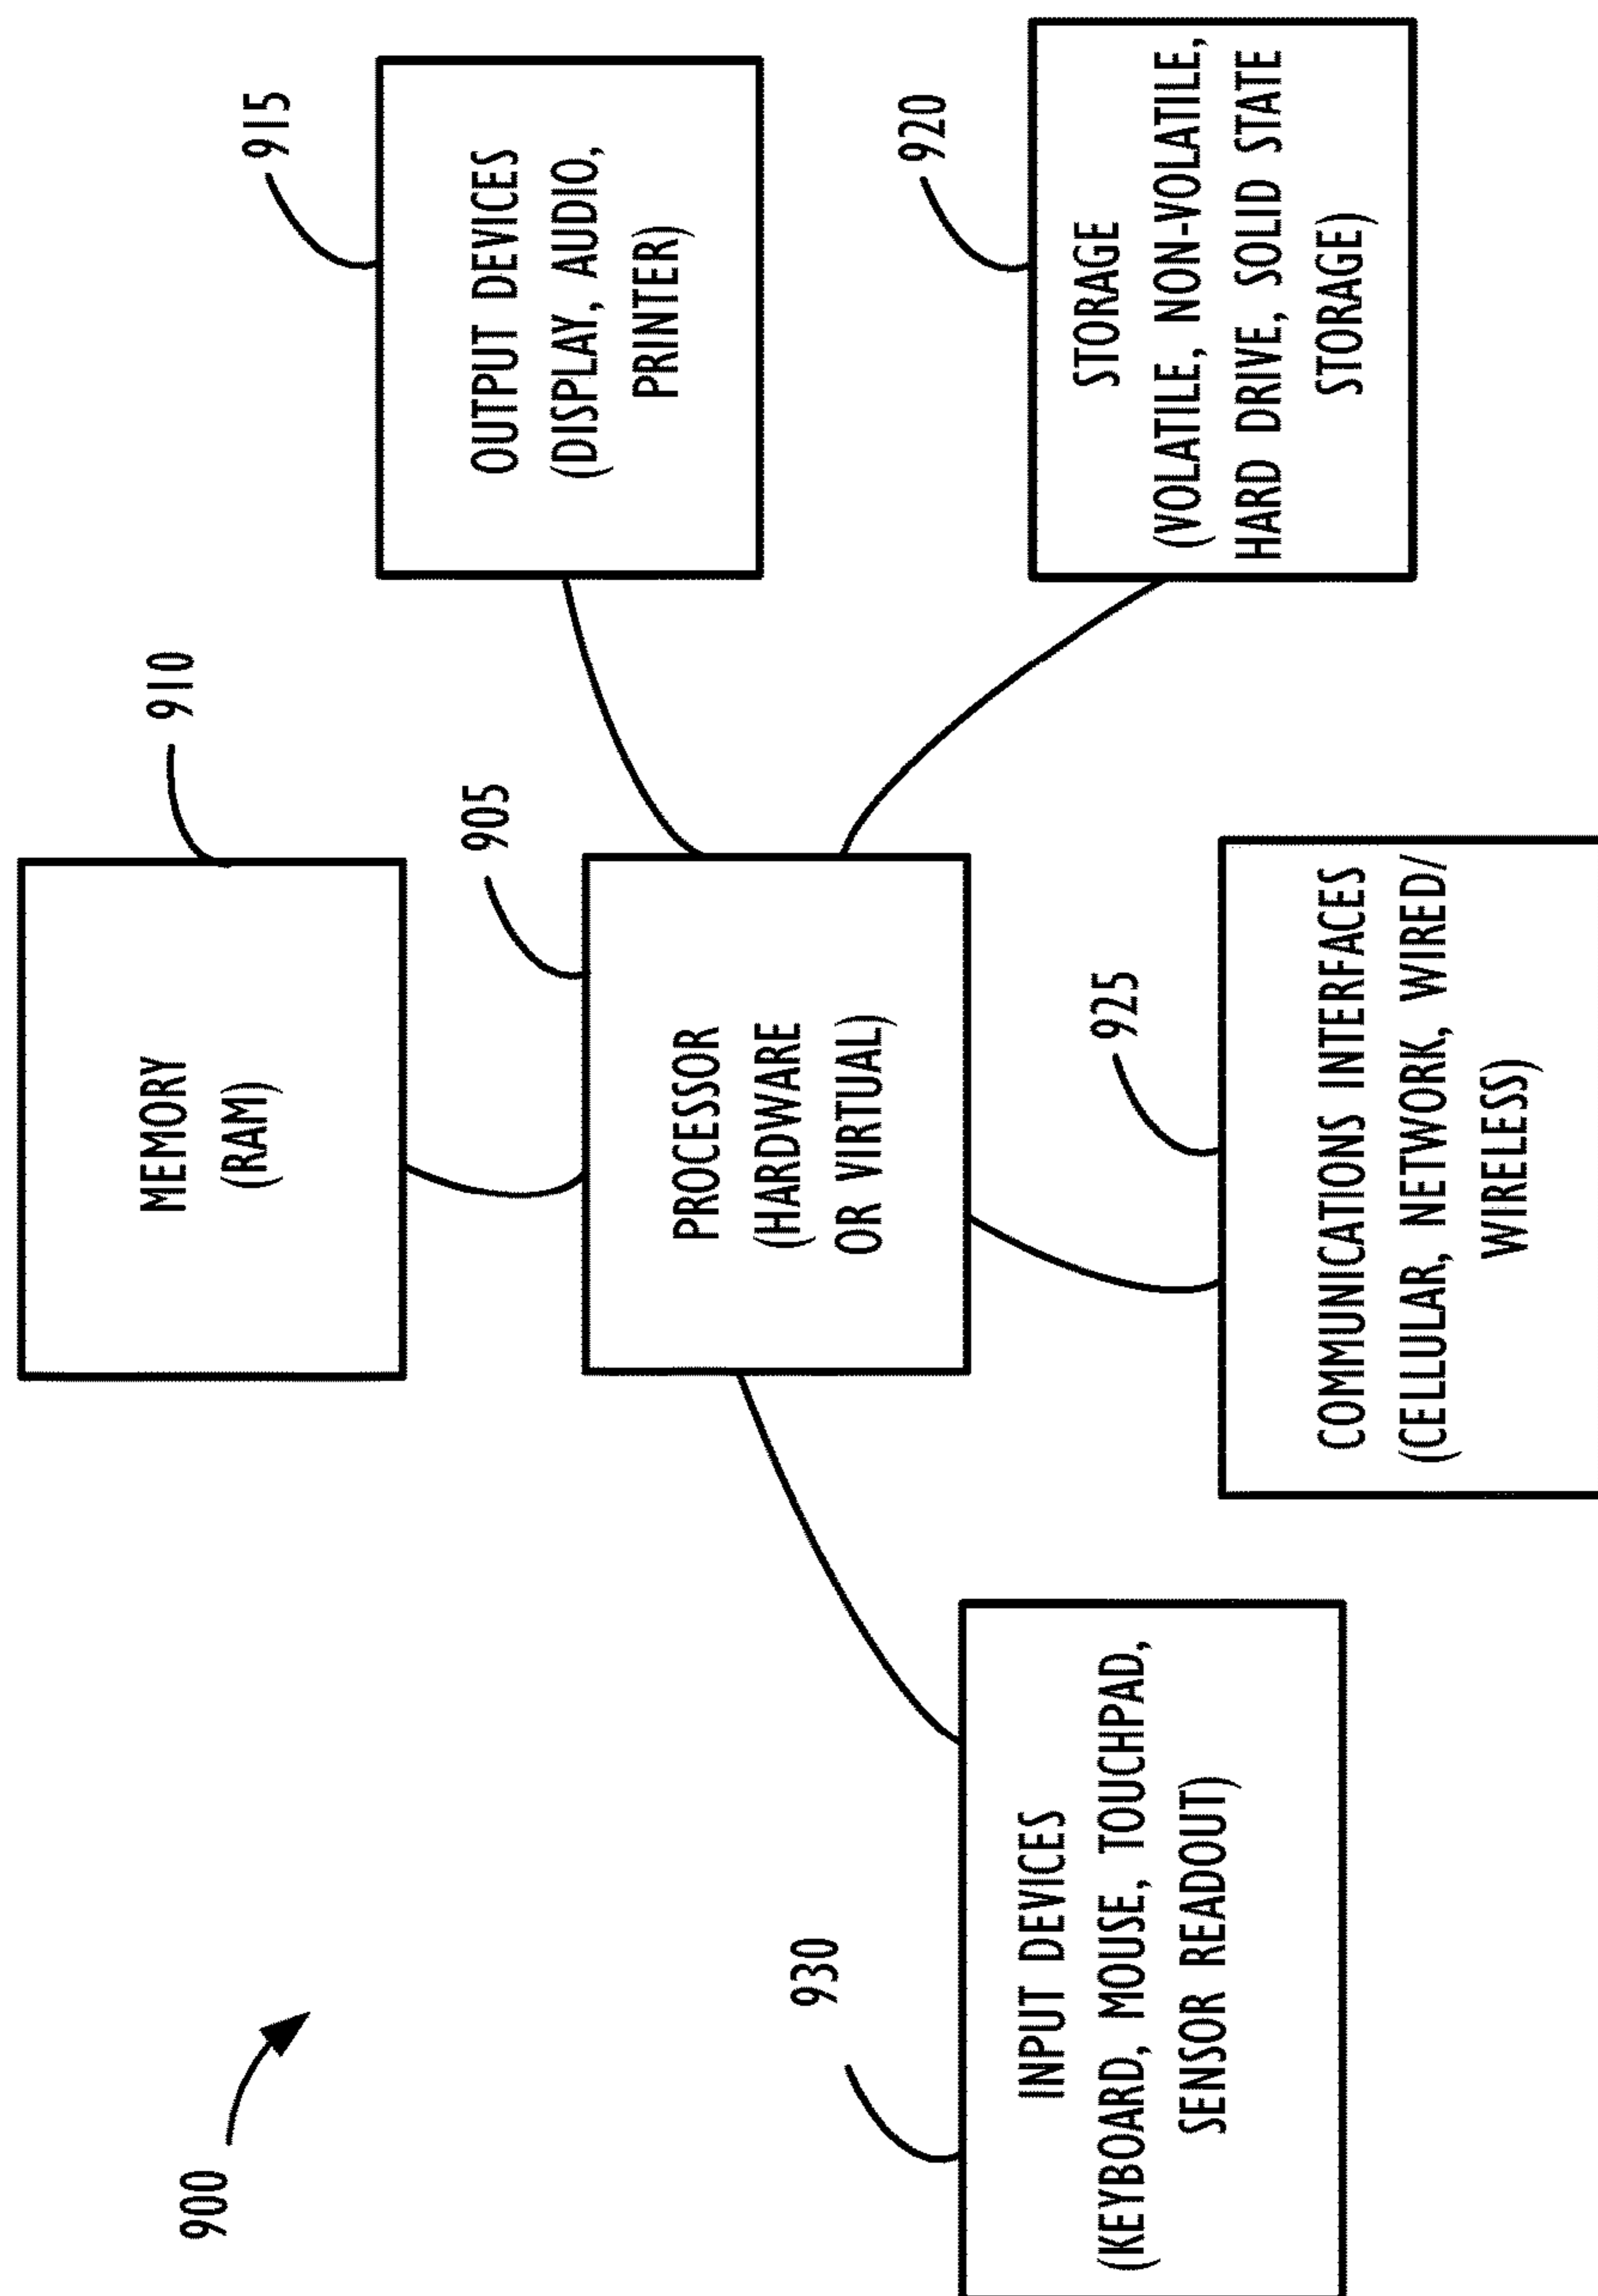 900
910
MEMORY
(RAM)
915
OUTPUT DEVICES
(DISPLAY, AUDIO,
PRINTER)
905
PROCESSOR
(HARDWARE
OR VIRTUAL)
930
INPUT DEVICES
(KEYBOARD, MOUSE, TOUCHPAD,
SENSOR READOUT)
920
STORAGE
(VOLATILE, NON-VOLATILE,
HARD DRIVE, SOLID STATE
STORAGE)
925
COMMUNICATIONS INTERFACES
(CELLULAR, NETWORK, WIRED/
WIRELESS)